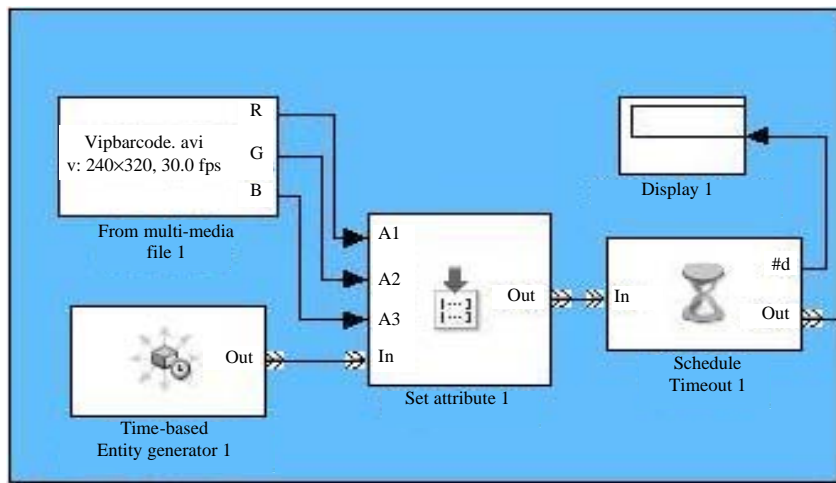 R
Vipbarcode. avi
v: 240×320, 30.0 fps
G
B
From multi-media
file 1
Display 1
A1
A2
A3
In
Out
Set attribute 1
In
#d
Out
Schedule
Timeout 1
Out
Time-based
Entity generator 1